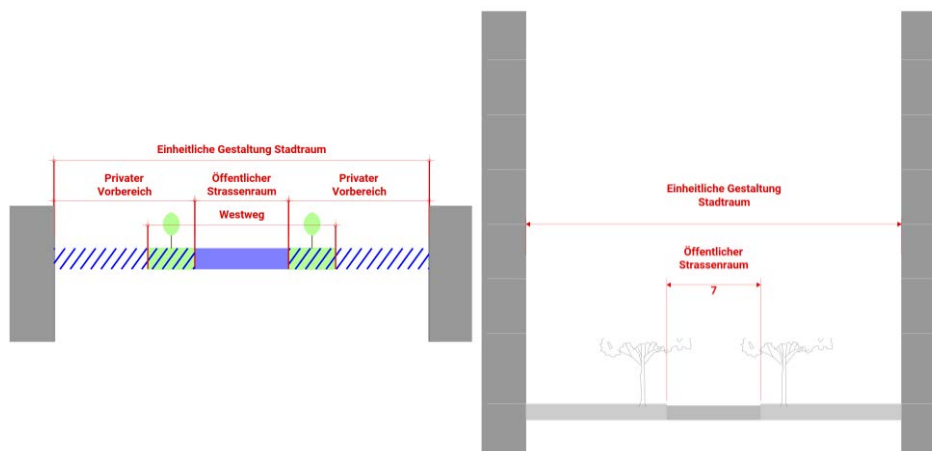 Einheitliche Gestaltung Stadtraum
Privater
Vorbereich
Öffentlicher
Strassenraum
Privater
Vorbereich
Westweg
Einheitliche Gestaltung
Stadtraum
Öffentlicher
Strassenraum
7